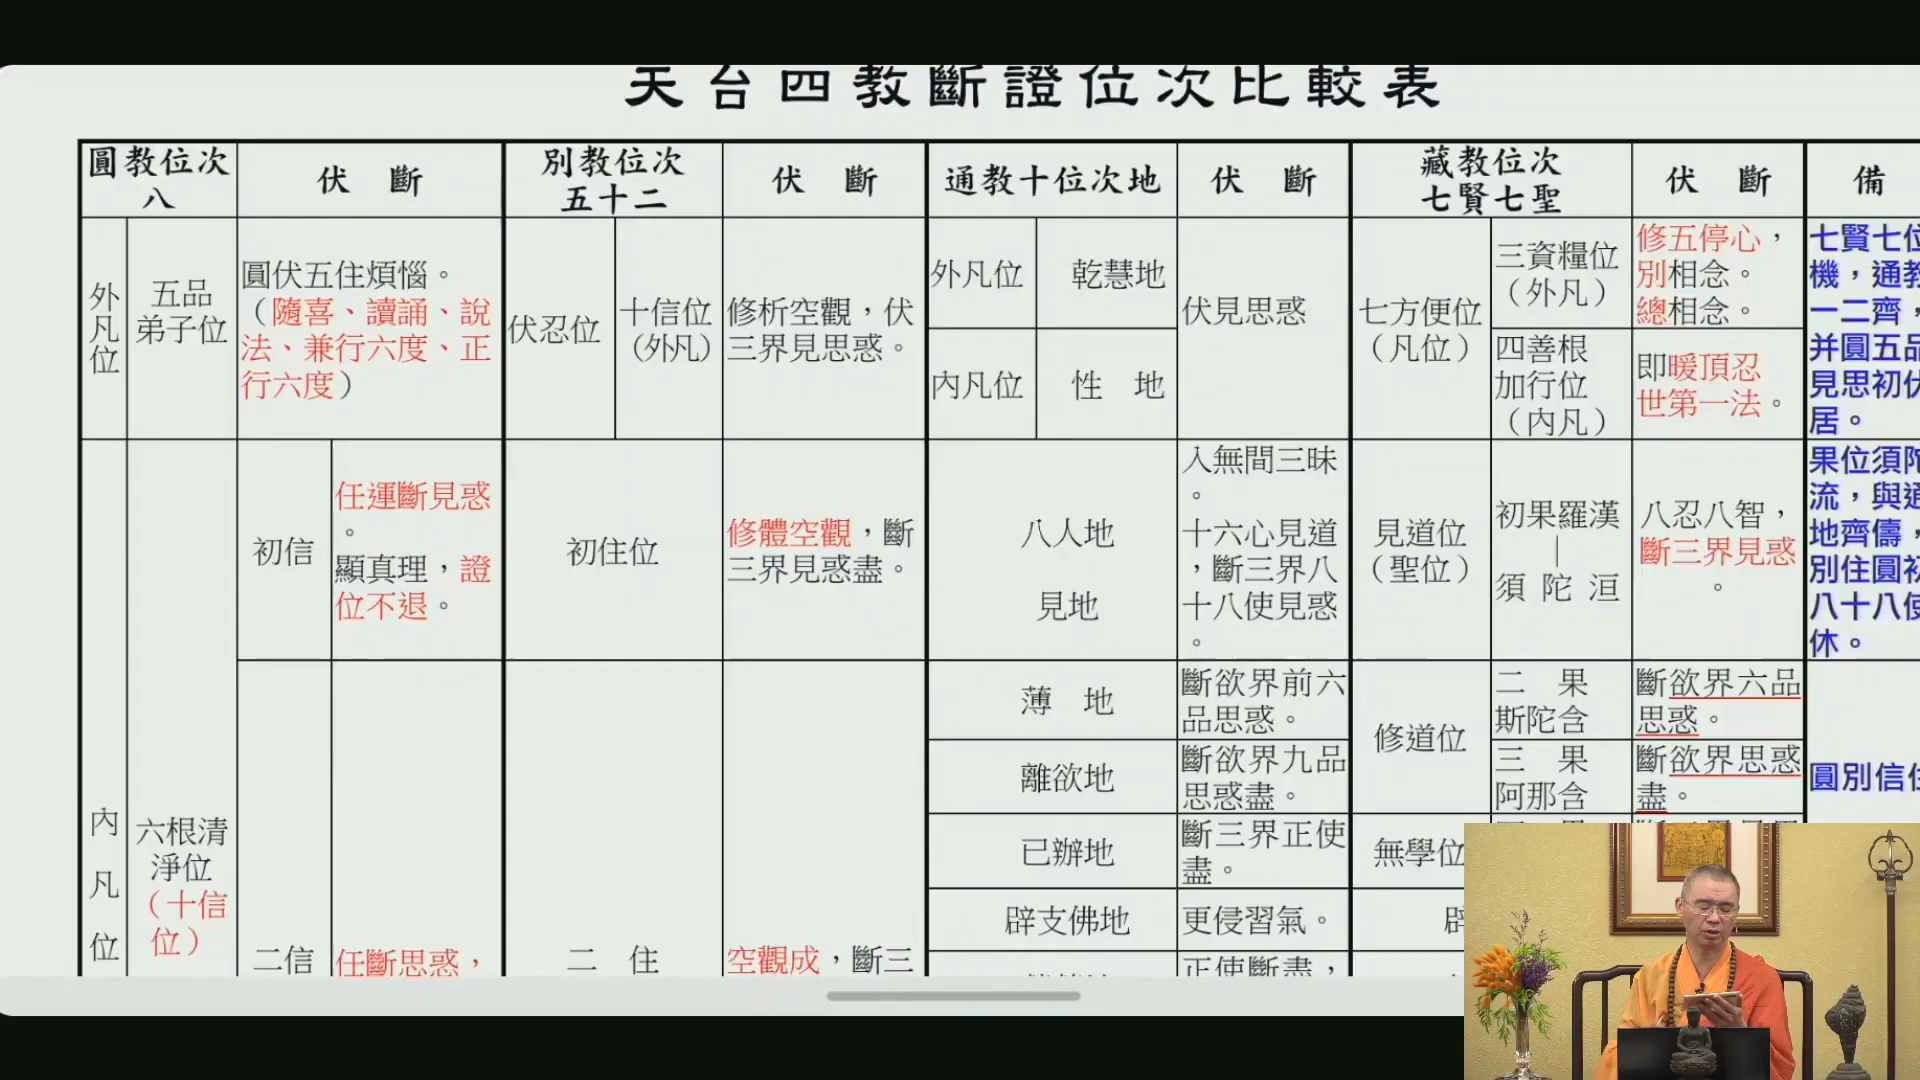 天台四教斷證位次比較表
圓教位次
八
伏 斷
別教位次
五十二
伏 斷
通教十位次地
伏 斷
藏教位次
七賢七聖
伏 斷
備
外
凡
位
五品
弟子位
圓伏五住煩惱。
（隨喜、讀誦、說
法、兼行六度、正
行六度）
伏忍位
十信位
（外凡）
修析空觀，伏
三界見思惑。
外凡位
乾慧地
內凡位
性 地
伏見思惑
七方便位
（凡位）
三資糧位
（外凡）
修五停心，
別相念。
總相念。
四善根
加行位
（內凡）
即暖頂忍
世第一法。
七賢七位
機，通教
一二齊，
并圓五品
見思初伏
居。
內
凡
位
六根清
淨位
（十信
位）
初信
任運斷見惑
。
顯真理，證
位不退。
初住位
修體空觀，斷
三界見惑盡。
八人地
見地
入無間三昧
。
十六心見道
，斷三界八
十八使見惑
。
見道位
（聖位）
初果羅漢
｜
須 陀 洹
八忍八智，
斷三界見惑
。
果位須陀
流，與通
地齊儔，
別住圓初
八十八使
休。
二信
任斷思惑，
二 住
空觀成，斷三
薄 地
斷欲界前六
品思惑。
離欲地
斷欲界九品
思惑盡。
已辦地
斷三界正使
盡。
辟支佛地
更侵習氣。
正使斷盡，
修道位
二 果
斯陀含
斷欲界六品
思惑。
三 果
阿那含
斷欲界思惑
盡。
無學位
辟
圓別信住